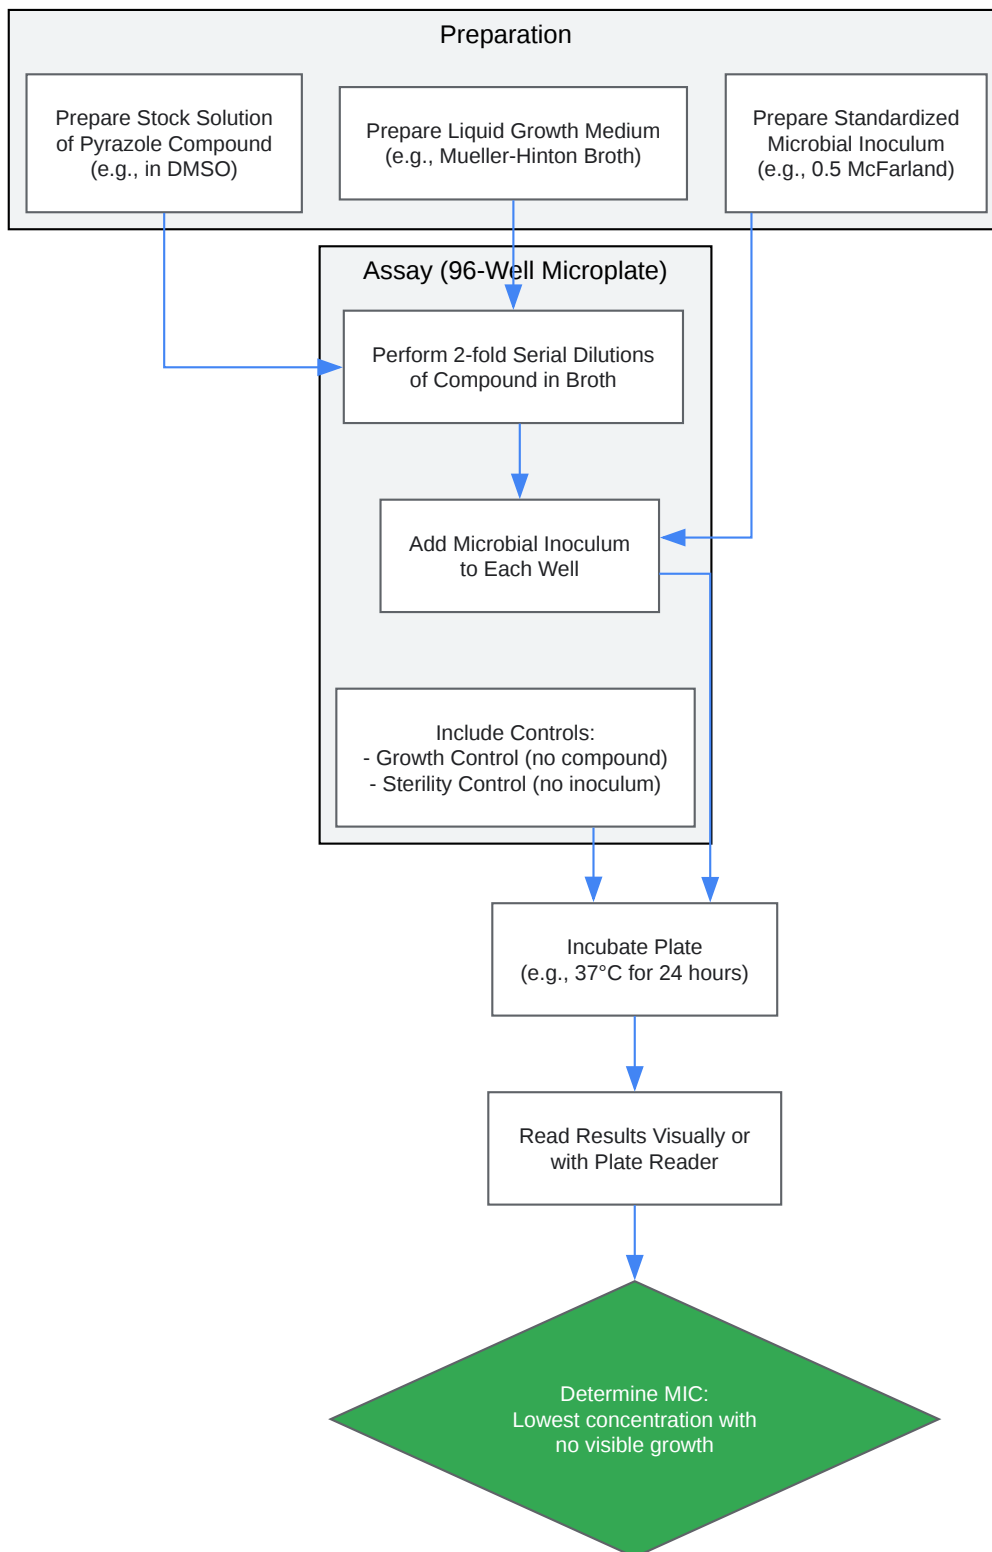 Preparation
Prepare Stock Solution
of Pyrazole Compound
(e.g., in DMSO)
Prepare Liquid Growth Medium
(e.g., Mueller-Hinton Broth)
Prepare Standardized
Microbial Inoculum
(e.g., 0.5 McFarland)
Assay (96-Well Microplate)
Perform 2-fold Serial Dilutions
of Compound in Broth
Add Microbial Inoculum
to Each Well
Include Controls:
- Growth Control (no compound)
- Sterility Control (no inoculum)
Incubate Plate
(e.g., 37°C for 24 hours)
Read Results Visually or
with Plate Reader
Determine MIC:
Lowest concentration with
no visible growth